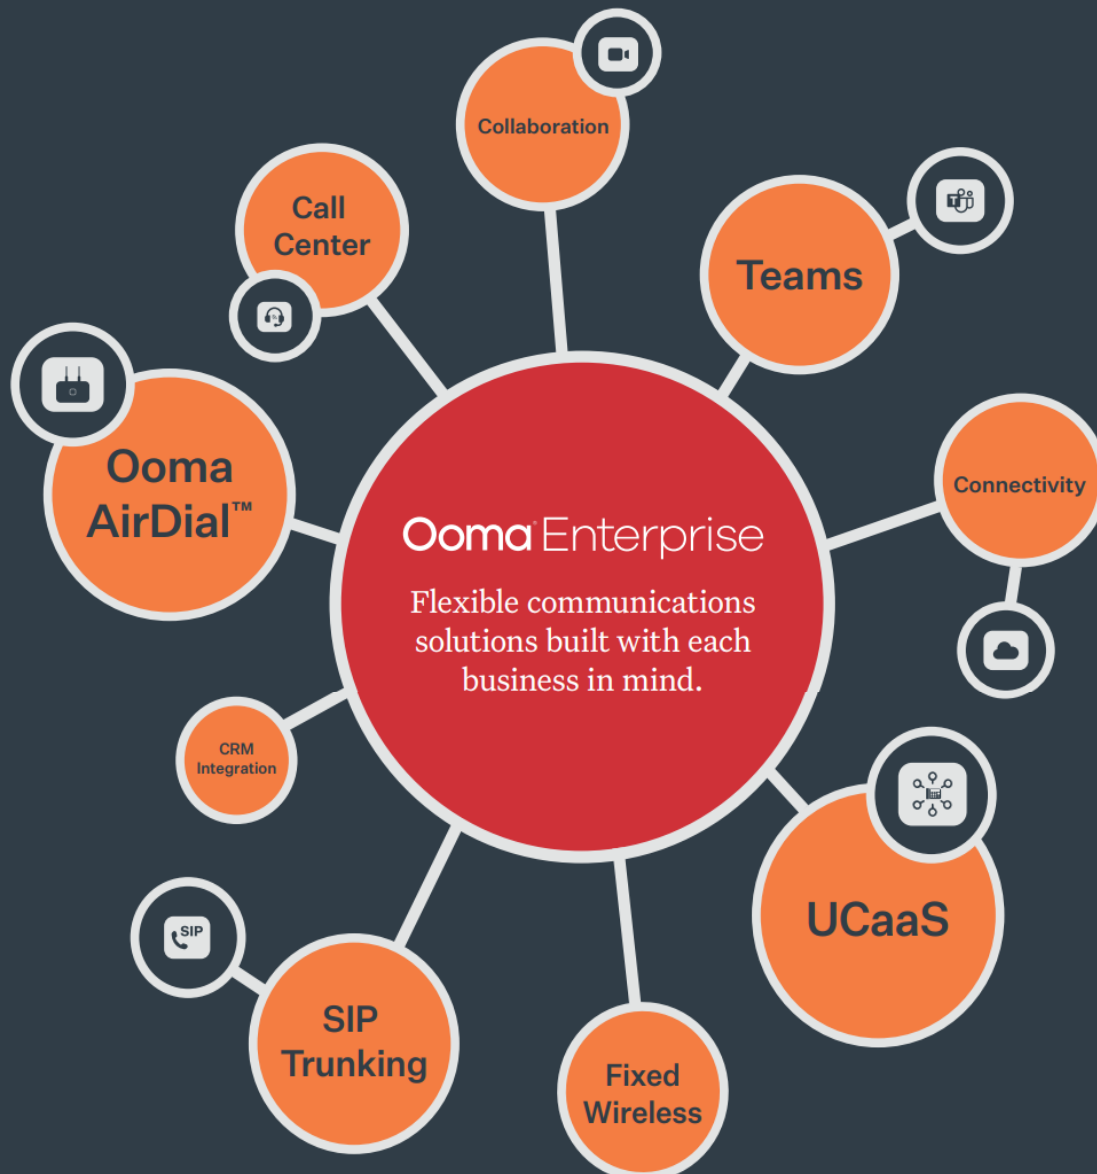 Collaboration
Call
Center
Teams
Ooma
AirDial™
Connectivity
Ooma® Enterprise
Flexible communications
solutions built with each
business in mind.
CRM
Integration
UCaaS
SIP
SIP
Trunking
Fixed
Wireless
T